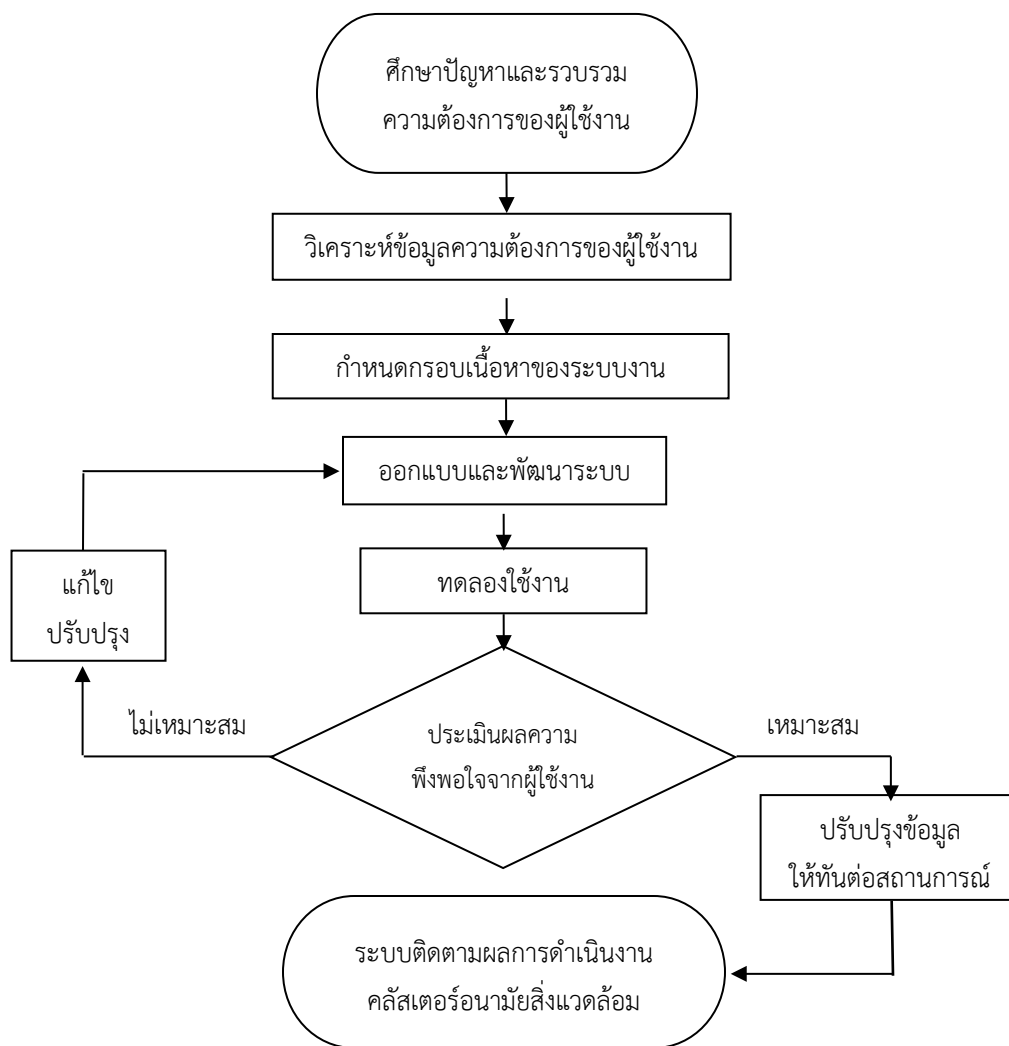 ศึกษาปัญหาและรวบรวม
ความต้องการของผู้ใช้งาน
วิเคราะห์ข้อมูลความต้องการของผู้ใช้งาน
กำหนดกรอบเนื้อหาของระบบงาน
ออกแบบและพัฒนาระบบ
ทดลองใช้งาน
แก้ไข
ปรับปรุง
ไม่เหมาะสม
ประเมินผลความ
พึงพอใจจากผู้ใช้งาน
เหมาะสม
ปรับปรุงข้อมูล
ให้ทันต่อสถานการณ์
ระบบติดตามผลการดำเนินงาน
คลัสเตอร์อนามัยสิ่งแวดล้อม